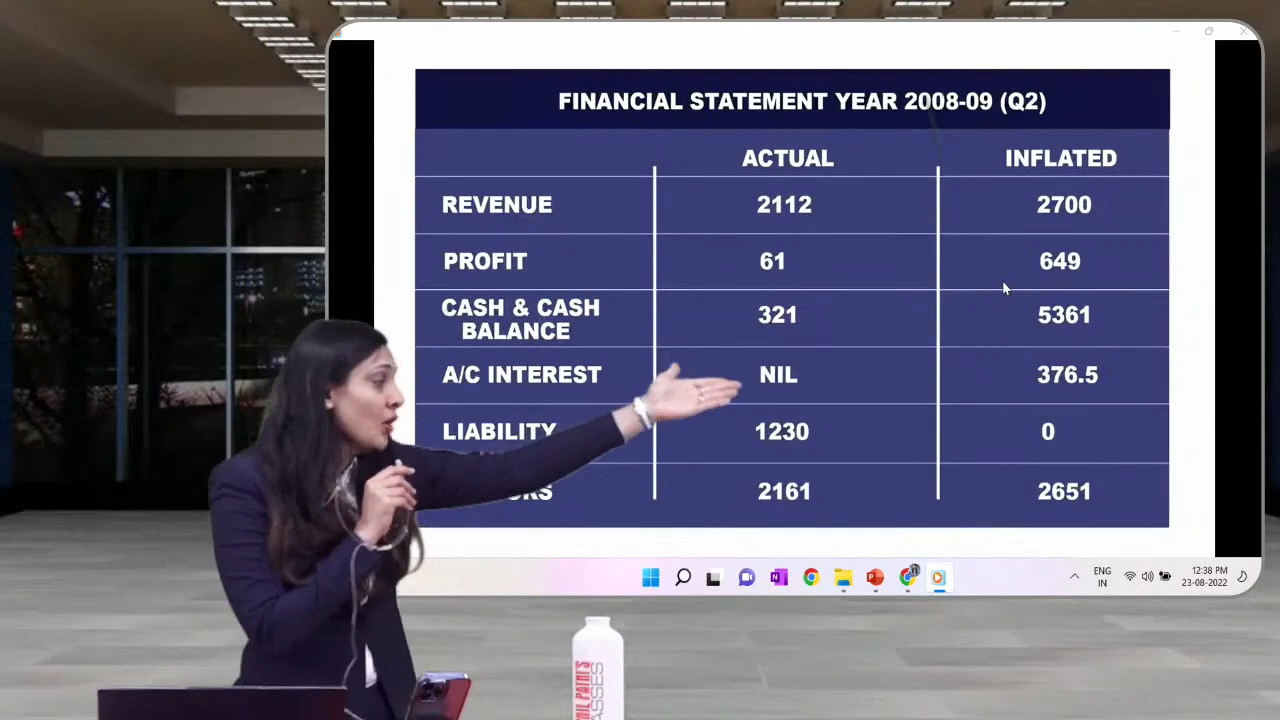 FINANCIAL STATEMENT YEAR 2008-09 (Q2)
ACTUAL INFLATED
REVENUE 2112 2700
PROFIT 61 649
CASH & CASH
BALANCE 321 5361
A/C INTEREST NIL 376.5
LIABILITY 1230 0
2161 2651
ENG
IN
12:38 PM
23-08-2022